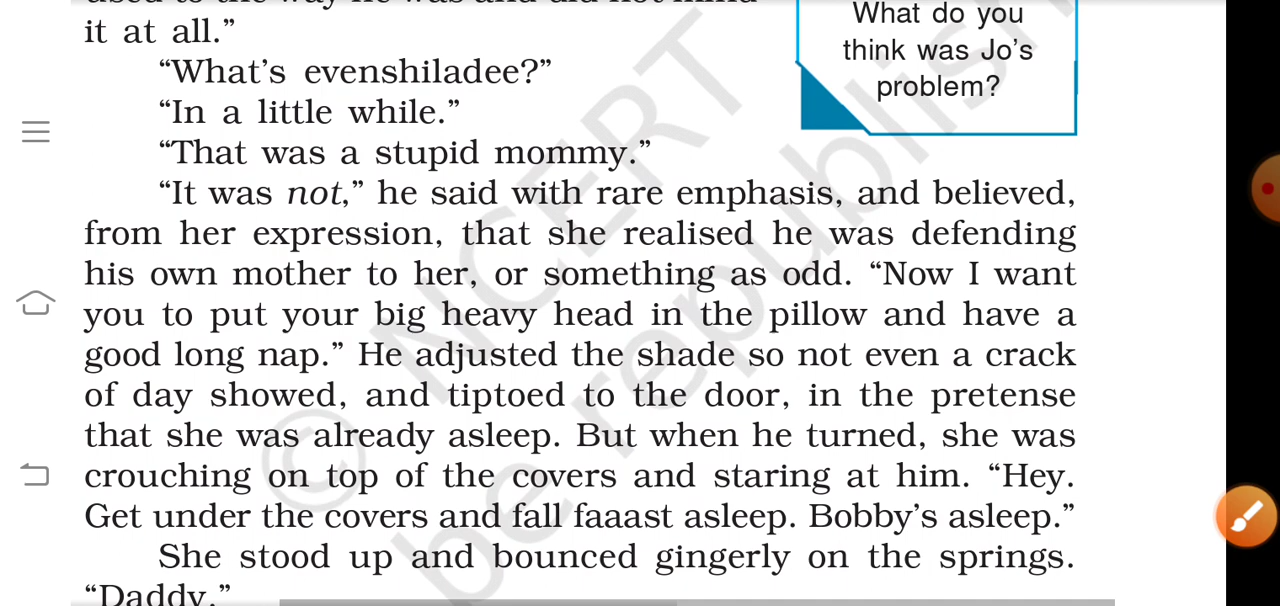 it at all.”
What do you
think was Jo’s
problem?
“What’s evenshiladee?”
“In a little while.”
“That was a stupid mommy.”
“It was not,” he said with rare emphasis, and believed,
from her expression, that she realised he was defending
his own mother to her, or something as odd. “Now I want
you to put your big heavy head in the pillow and have a
good long nap.” He adjusted the shade so not even a crack
of day showed, and tiptoed to the door, in the pretense
that she was already asleep. But when he turned, she was
crouching on top of the covers and staring at him. “Hey.
Get under the covers and fall faaast asleep. Bobby’s asleep.”
She stood up and bounced gingerly on the springs.
“Daddy.”
© NCERT
be republish